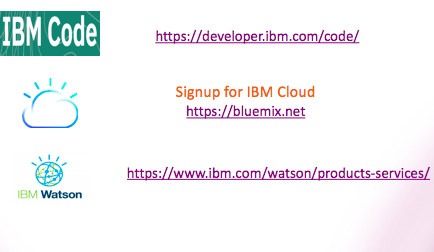 IBM Code
https://developer.ibm.com/code/
Signup for IBM Cloud
https://bluemix.net
IBM Watson
https://www.ibm.com/watson/products-services/